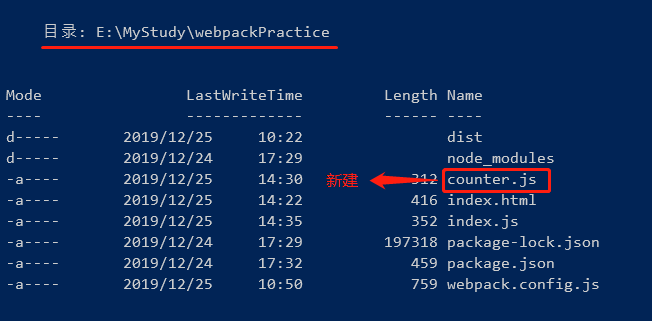 目录: E:\MyStudy\webpackPractice
Mode LastWriteTime Length Name
---- ------------- ------ ----
d----- 2019/12/25 10:22 dist
d----- 2019/12/24 17:29 node_modules
-a---- 2019/12/25 14:30 新建 312 counter.js
-a---- 2019/12/25 14:22 416 index.html
-a---- 2019/12/25 14:35 352 index.js
-a---- 2019/12/24 17:29 197318 package-lock.json
-a---- 2019/12/24 17:32 459 package.json
-a---- 2019/12/25 10:50 759 webpack.config.js